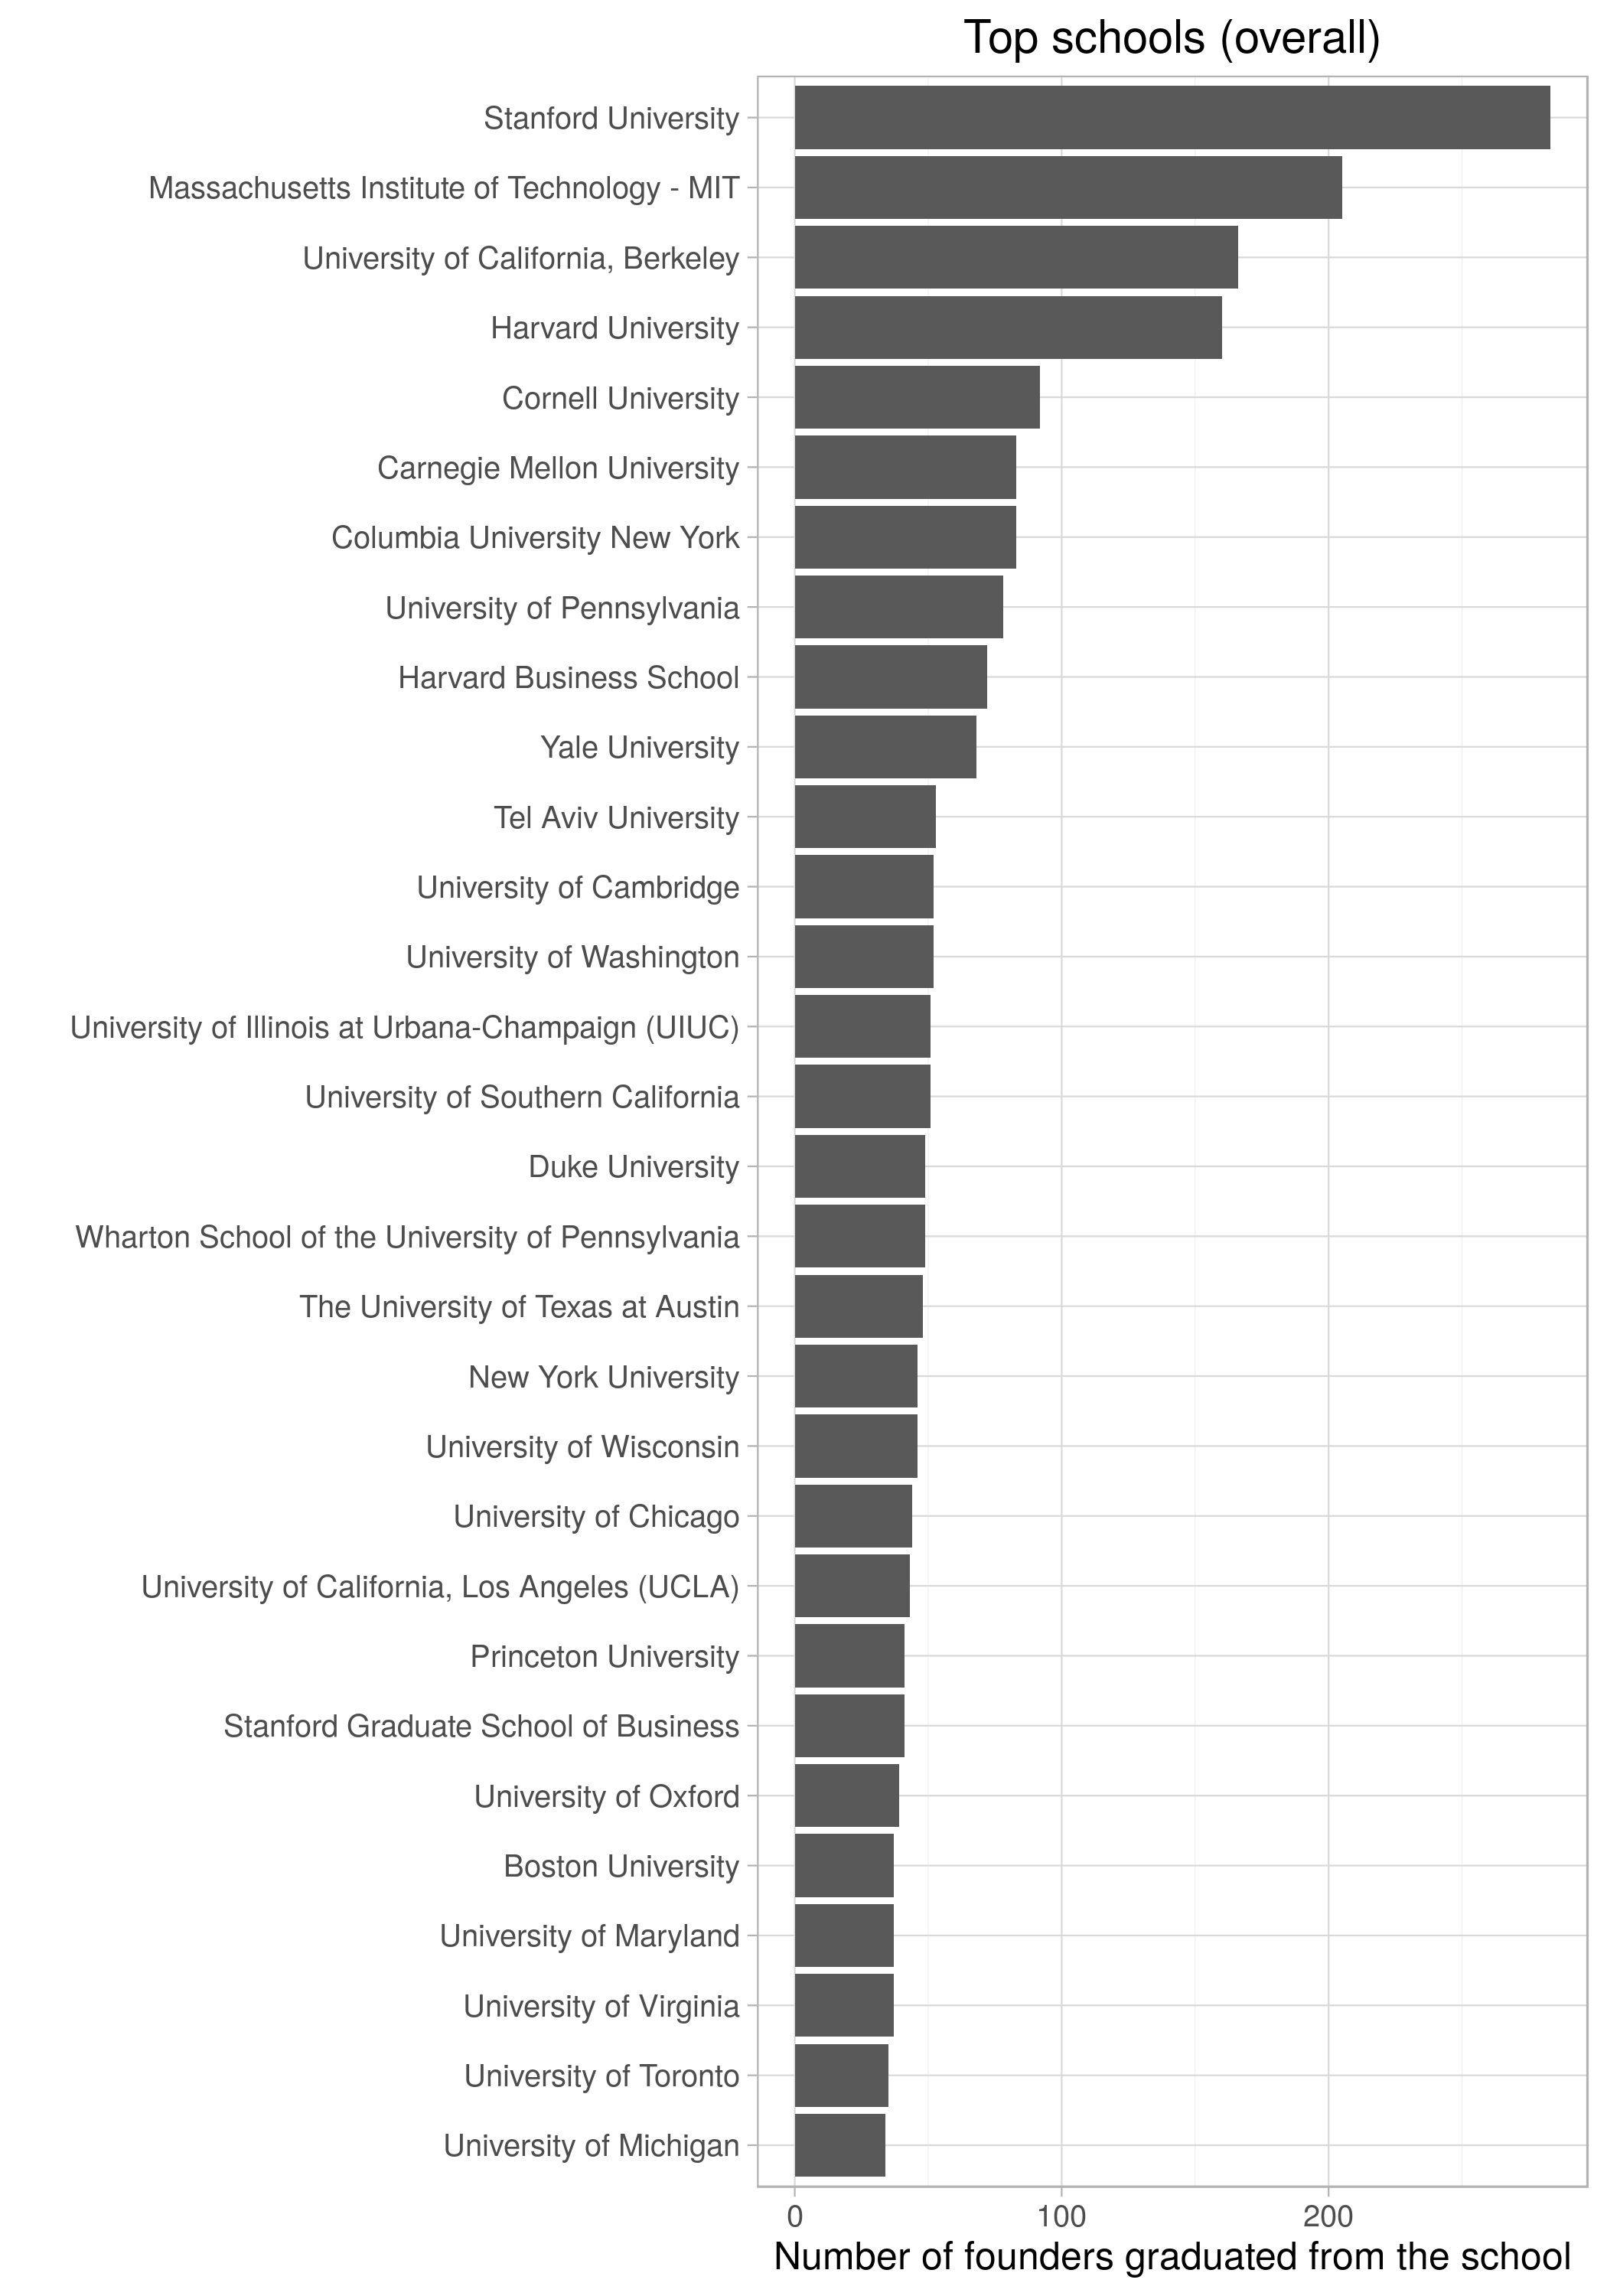 Top schools (overall)
Stanford University
Massachusetts Institute of Technology - MIT
University of California, Berkeley
Harvard University
Cornell University
Carnegie Mellon University
Columbia University New York
University of Pennsylvania
Harvard Business School
Yale University
Tel Aviv University
University of Cambridge
University of Washington
University of Illinois at Urbana-Champaign (UIUC)
University of Southern California
Duke University
Wharton School of the University of Pennsylvania
The University of Texas at Austin
New York University
University of Wisconsin
University of Chicago
University of California, Los Angeles (UCLA)
Princeton University
Stanford Graduate School of Business
University of Oxford
Boston University
University of Maryland
University of Virginia
University of Toronto
University of Michigan
0 100 200
Number of founders graduated from the school